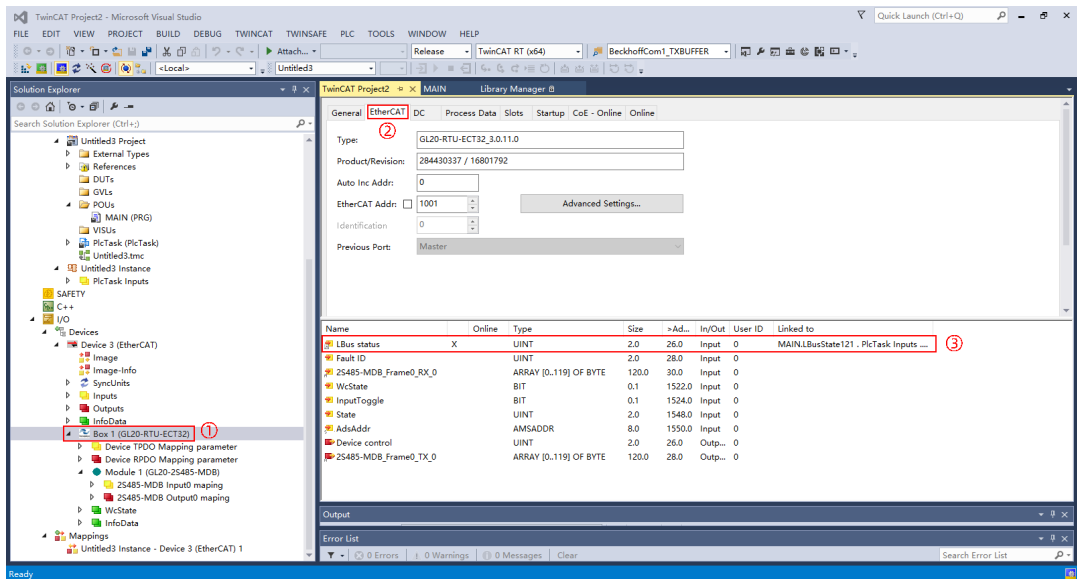 TwinCAT Project2 - Microsoft Visual Studio
Quick Launch (Ctrl+Q)
FILE EDIT VIEW PROJECT BUILD DEBUG TWINCAT TWINSAFE PLC TOOLS WINDOW HELP
Attach... Release TwinCAT RT (x64) BeckhoffCom1_TXBUFFER
<Local> Untitled3
Solution Explorer
Search Solution Explorer (Ctrl+;)
Untitled3 Project
External Types
References
DUTs
GVLs
POUs
MAIN (PRG)
VISUs
PlcTask (PlcTask)
Untitled3.tmc
Untitled3 Instance
PlcTask Inputs
SAFETY
C++
I/O
Devices
Device 3 (EtherCAT)
Image
Image-Info
SyncUnits
Inputs
Outputs
InfoData
Box 1 (GL20-RTU-ECT32) ①
Device TPDO Mapping parameter
Device RPDO Mapping parameter
Module 1 (GL20-2S485-MDB)
2S485-MDB Input0 maping
2S485-MDB Output0 maping
WcState
InfoData
Mappings
Untitled3 Instance - Device 3 (EtherCAT) 1
TwinCAT Project2 MAIN Library Manager
General EtherCAT DC Process Data Slots Startup CoE - Online Online
②
Type: GL20-RTU-ECT32_3.0.11.0
Product/Revision: 284430337 / 16801792
Auto Inc Addr: 0
EtherCAT Addr: 1001 Advanced Settings...
Identification 0
Previous Port: Master
Name Online Type Size >Ad... In/Out User ID Linked to
LBus status X UINT 2.0 26.0 Input 0 MAIN.LBusState121 . PlcTask Inputs ... ③
Fault ID UINT 2.0 28.0 Input 0
2S485-MDB_Frame0_RX_0 ARRAY [0..119] OF BYTE 120.0 30.0 Input 0
WcState BIT 0.1 1522.0 Input 0
InputToggle BIT 0.1 1524.0 Input 0
State UINT 2.0 1548.0 Input 0
AdsAddr AMSADDR 8.0 1550.0 Input 0
Device control UINT 2.0 26.0 Outp... 0
2S485-MDB_Frame0_TX_0 ARRAY [0..119] OF BYTE 120.0 28.0 Outp... 0
Output
Error List
0 Errors 0 Warnings 0 Messages Clear Search Error List
Ready